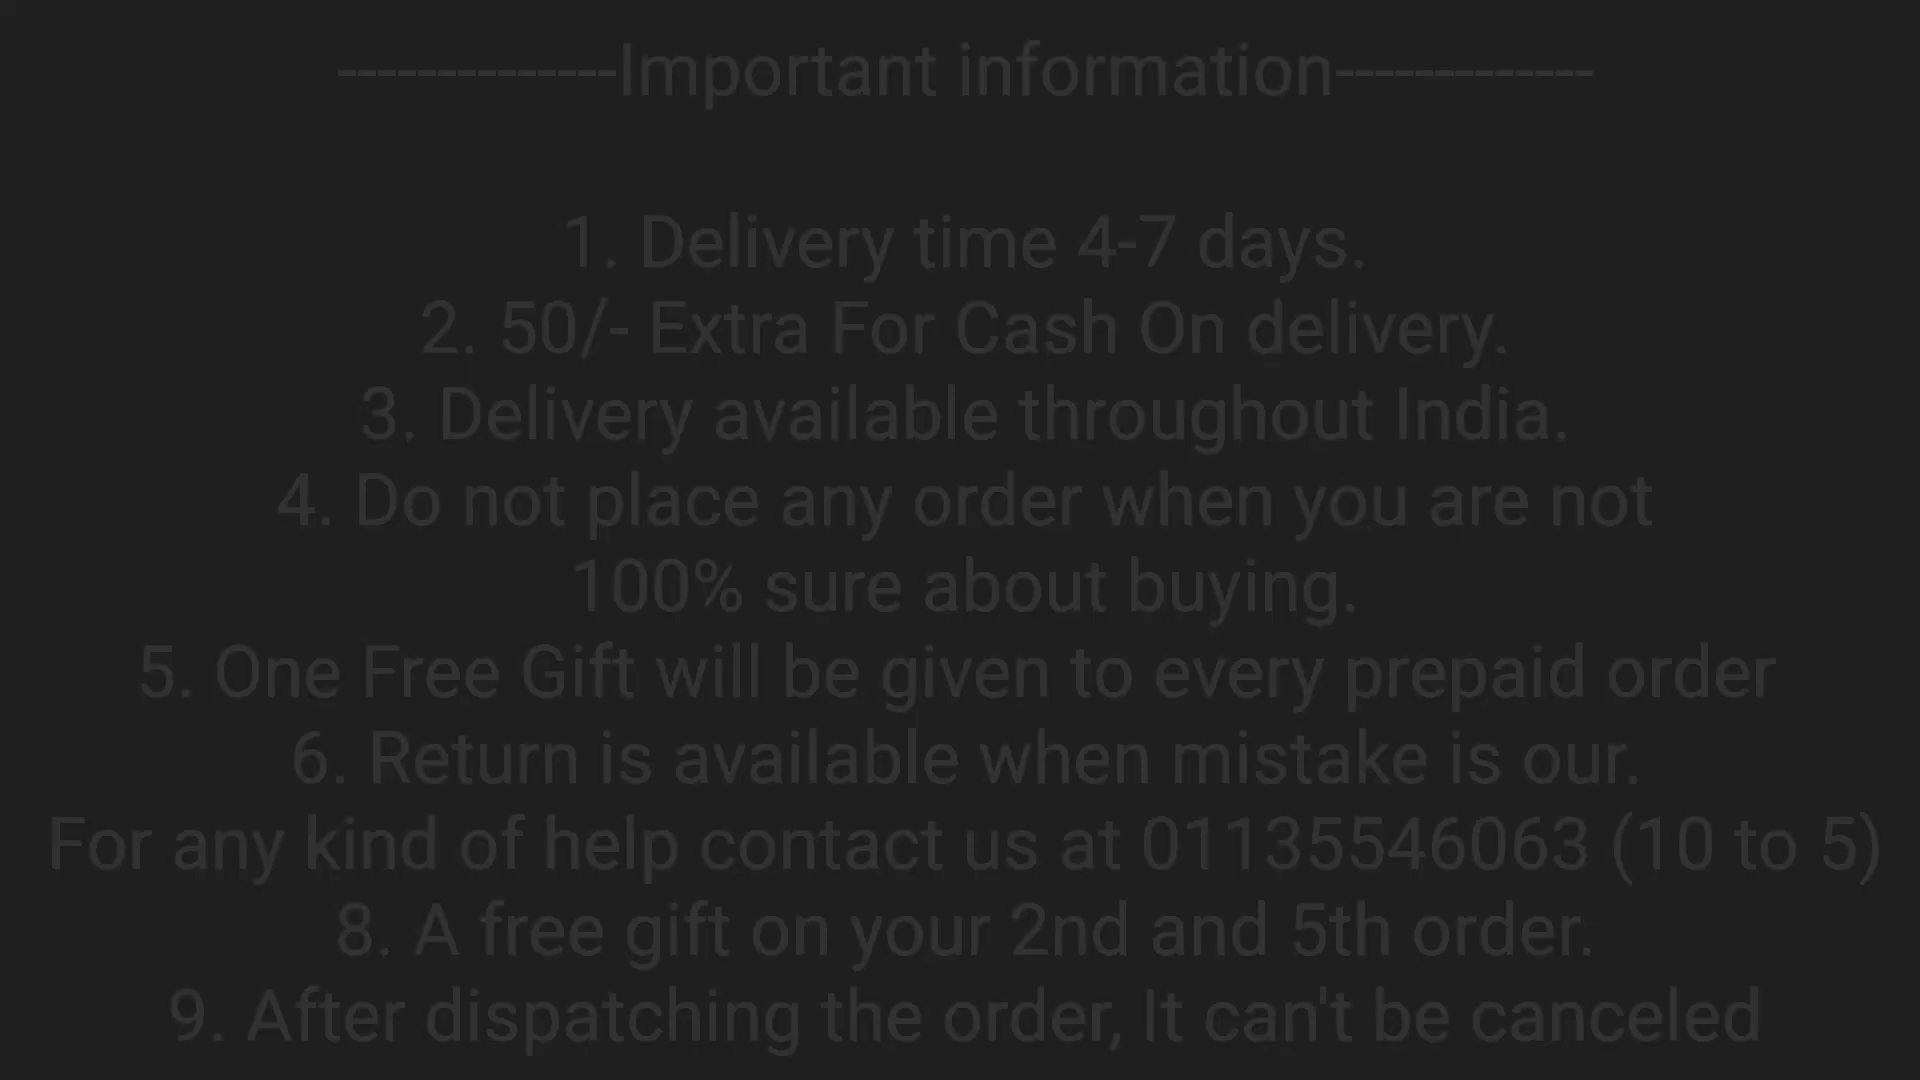 --------------Important information-------------
1. Delivery time 4-7 days.
2. 50/- Extra For Cash On delivery.
3. Delivery available throughout India.
4. Do not place any order when you are not
100% sure about buying.
5. One Free Gift will be given to every prepaid order
6. Return is available when mistake is our.
For any kind of help contact us at 01135546063 (10 to 5)
8. A free gift on your 2nd and 5th order.
9. After dispatching the order, It can't be canceled